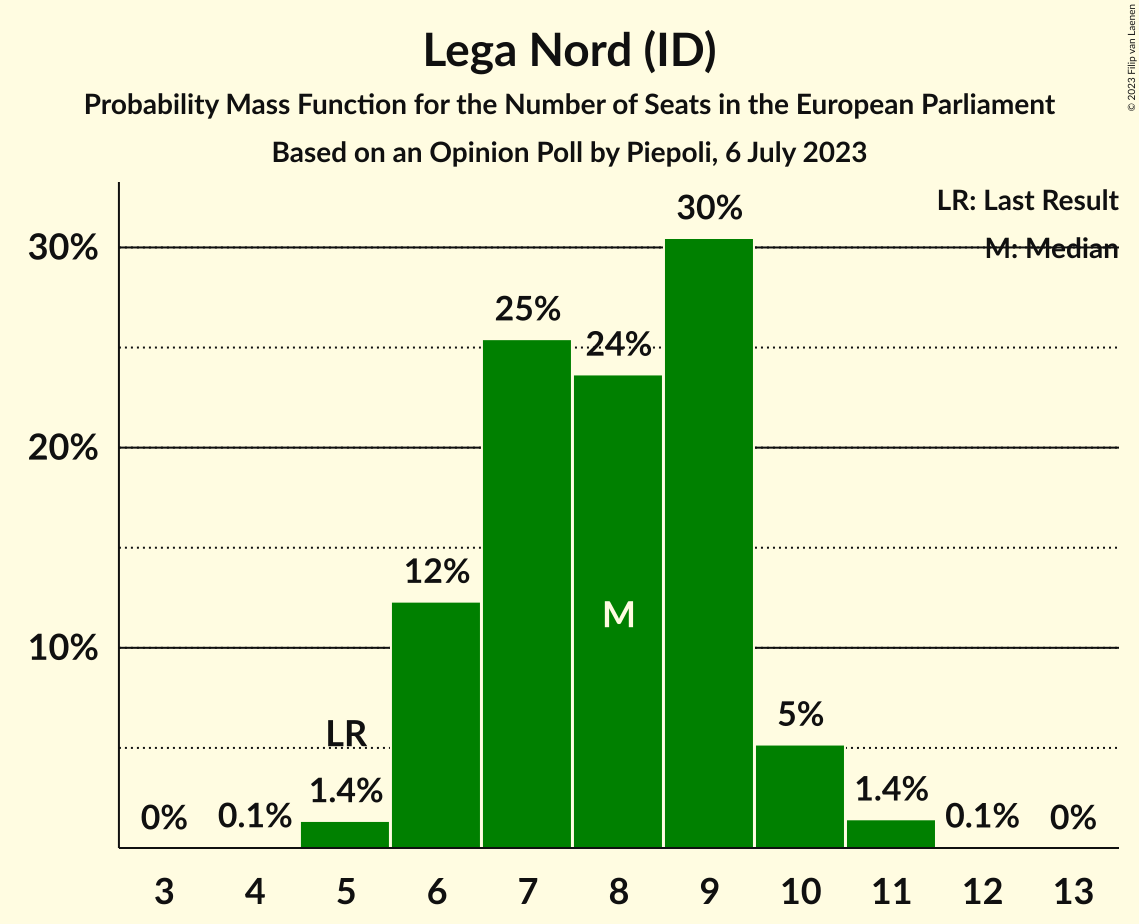 Lega Nord (ID)
Probability Mass Function for the Number of Seats in the European Parliament
Based on an Opinion Poll by Piepoli, 6 July 2023
© 2023 Filip van Laenen
LR: Last Result
M: Median
30%
20%
10%
0%
0.1%
LR
1.4%
12%
25%
24%
M
30%
5%
1.4%
0.1%
0%
3 4 5 6 7 8 9 10 11 12 13